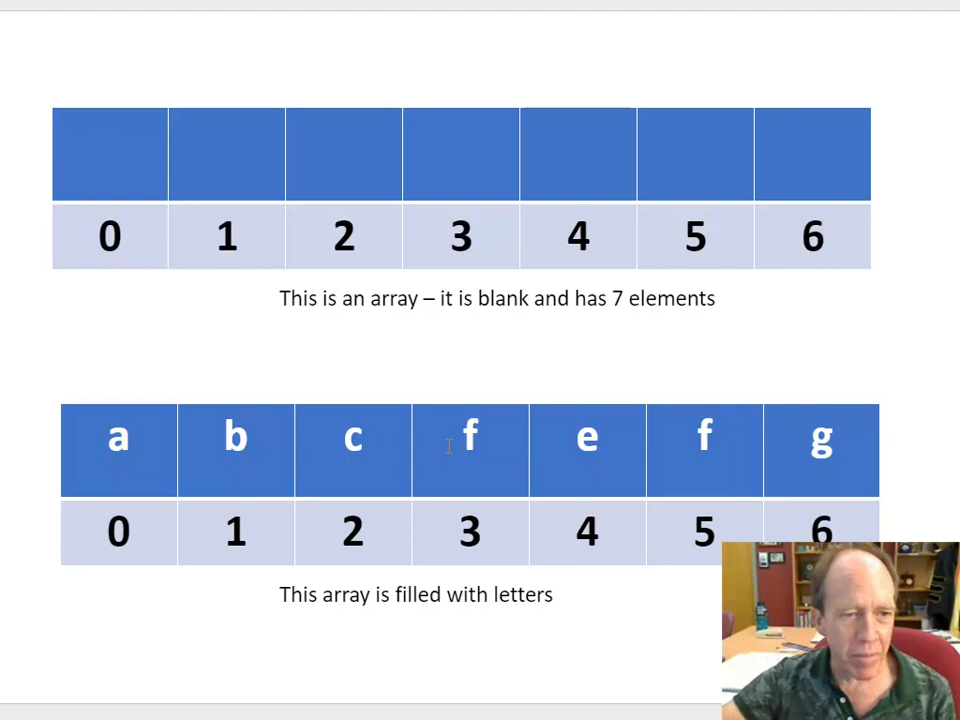 0 1 2 3 4 5 6
This is an array – it is blank and has 7 elements
a b c f e f g
0 1 2 3 4 5 6
This array is filled with letters